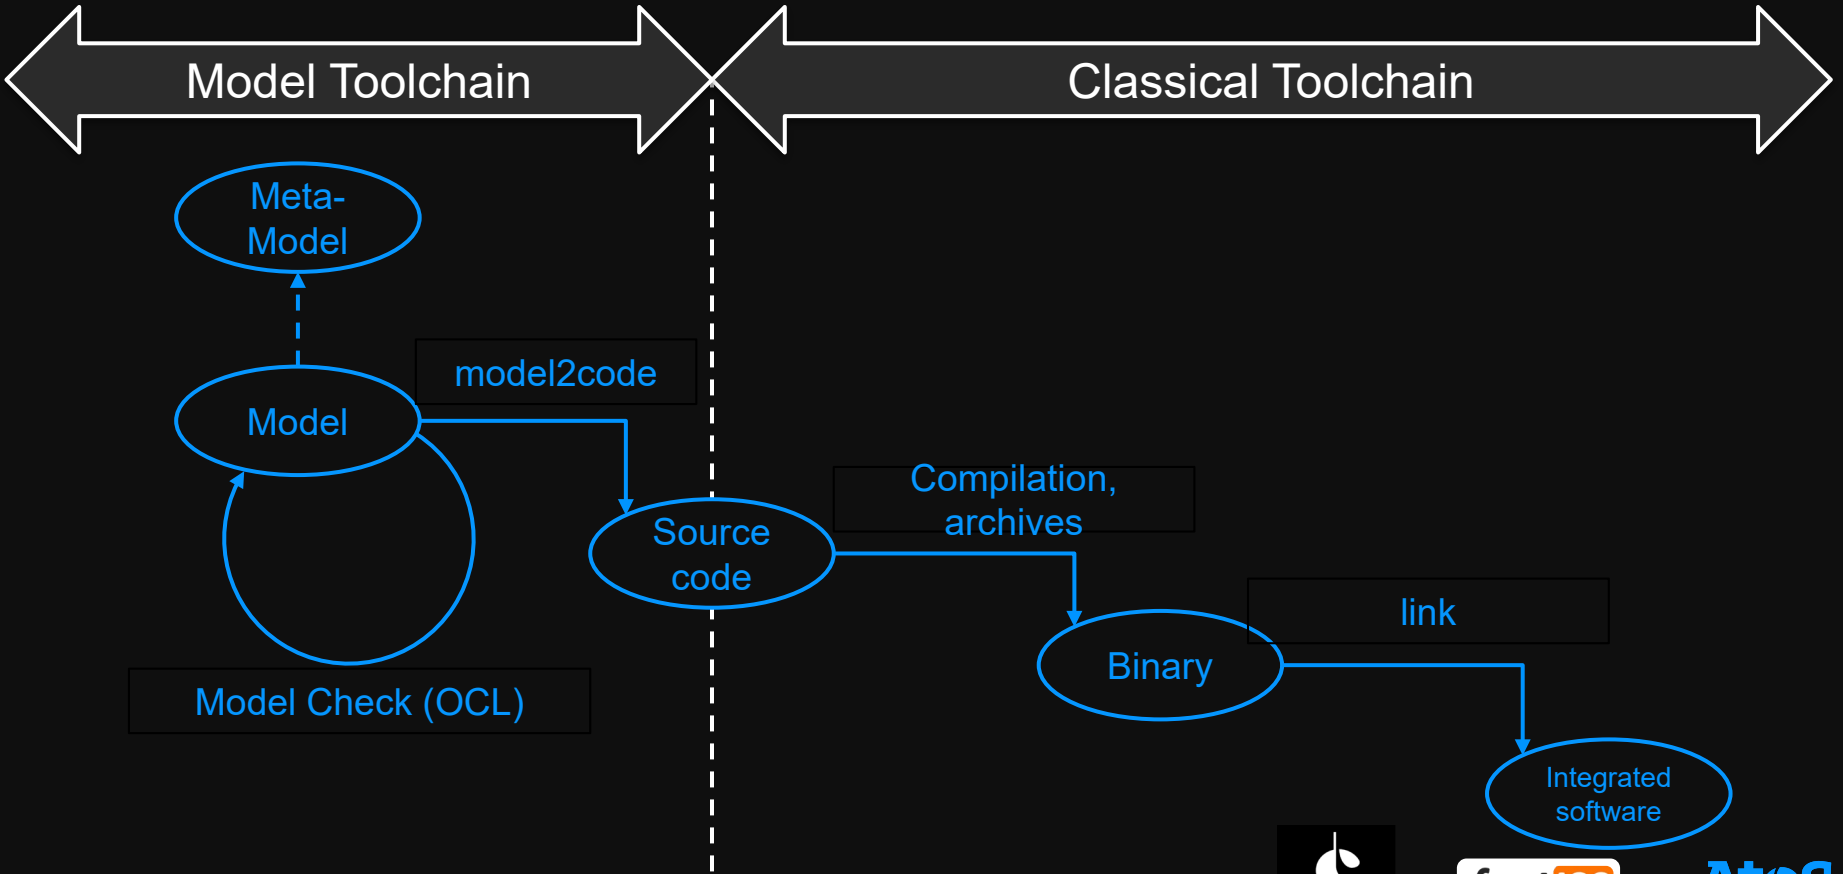 Model Toolchain
Classical Toolchain
Meta-
Model
model2code
Model
Compilation,
archives
Source
code
link
Binary
Model Check (OCL)
Integrated
software